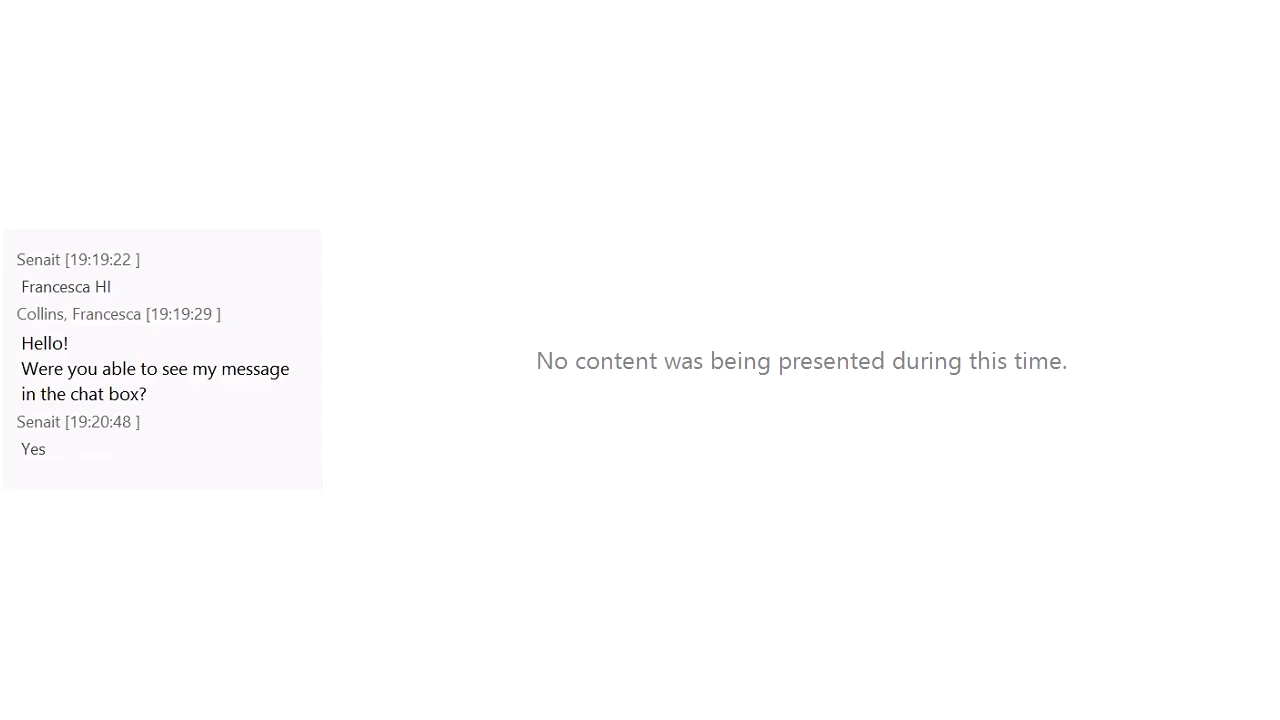 Senait [19:19:22 ]
Francesca HI
Collins, Francesca [19:19:29 ]
Hello!
Were you able to see my message
in the chat box?
Senait [19:20:48 ]
Yes
No content was being presented during this time.